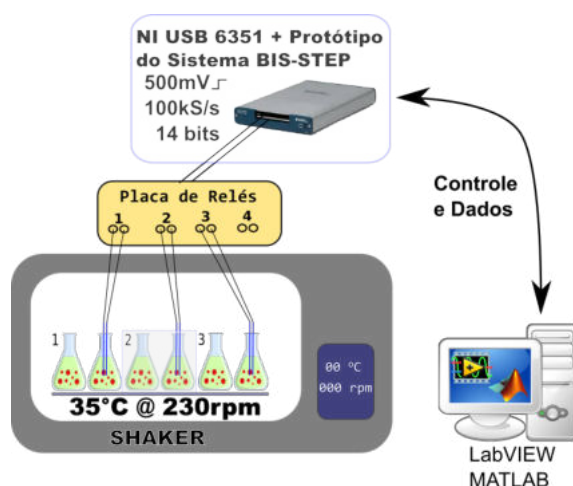 NI USB 6351 + Protótipo
do Sistema BIS-STEP
500mV
100kS/s
14 bits
Placa de Relés
1 2 3 4
Controle
e Dados
1 2 3
00 ºC
000 rpm
35°C @ 230rpm
SHAKER
LabVIEW
MATLAB